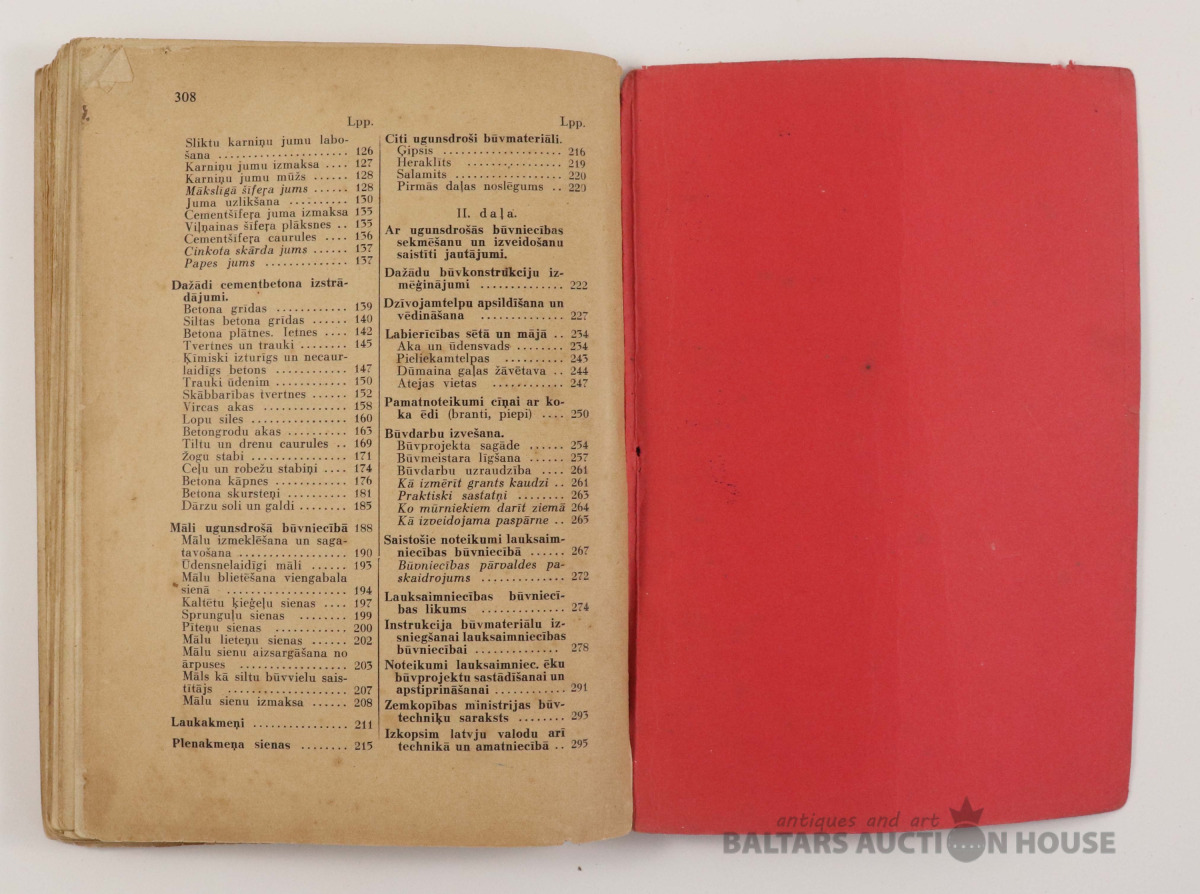 308
Lpp.
Sliktu karniņu jumu labo-
šana ..................... 126
Karniņu jumu izmaksa .... 127
Karniņu jumu mūžs ...... 128
Mākslīgā šīfeŗa jums ...... 128
Juma uzlikšana .......... 130
Cementšīfeŗa juma izmaksa 133
Viļņainas šīfeŗa plāksnes .. 135
Cementšīfeŗa caurules .... 136
Cinkota skārda jums ...... 137
Papes jums .............. 137
Dažādi cementbetona izstrā-
dājumi.
Betona grīdas ............ 139
Siltas betona grīdas ...... 140
Betona plātnes. Ietnes .... 142
Tvertnes un trauki ........ 145
Ķīmiski izturīgs un necaur-
laidīgs betons ............ 147
Trauki ūdenim ............ 150
Skābbarības tvertnes ...... 152
Vircas akas .............. 158
Lopu siles ................ 160
Betongrodu akas .......... 163
Tiltu un drenu caurules .. 169
Žogu stabi ................ 171
Ceļu un robežu stabiņi .... 174
Betona kāpnes ............ 176
Betona skursteņi .......... 181
Dārzu soli un galdi ........ 185
Māli ugunsdrošā būvniecībā 188
Mālu izmeklēšana un saga-
tavošana .................. 190
Ūdensnelaidīgi māli ...... 193
Mālu blietēšana viengabala
sienā ...................... 194
Kaltētu ķieģeļu sienas .... 197
Sprunguļu sienas ........ 199
Pīteņu sienas ............ 200
Mālu lieteņu sienas ...... 202
Mālu sienu aizsargāšana no
ārpuses .................. 203
Māls kā siltu būvvielu sais-
tītājs .................... 207
Mālu sienu izmaksa ...... 208
Laukakmeņi ................ 211
Plenakmeņa sienas ........ 215
Lpp.
Citi ugunsdroši būvmateriāli.
Ģipsis .................... 216
Heraklīts ................ 219
Salamits .................. 220
Pirmās daļas noslēgums .. 220
II. daļa.
Ar ugunsdrošās būvniecības
sekmēšanu un izveidošanu
saistīti jautājumi.
Dažādu būvkonstrukciju iz-
mēģinājumi .............. 222
Dzīvojamtelpu apsildīšana un
vēdināšana .............. 227
Labierīcības sētā un mājā .. 234
Aka un ūdensvads ........ 234
Pieliekamtelpas .......... 243
Dūmaina gaļas žāvētava .. 244
Atejas vietas ............ 247
Pamatnoteikumi cīņai ar ko-
ka ēdi (branti, piepi) .... 250
Būvdarbu izvešana.
Būvprojekta sagāde ...... 254
Būvmeistara līgšana ...... 257
Būvdarbu uzraudzība .... 261
Kā izmērīt grants kaudzi .. 261
Praktiski sastatņi ........ 263
Ko mūrniekiem darīt ziemā 264
Kā izveidojama paspārne .. 265
Saistošie noteikumi lauksaim-
niecības būvniecībā ...... 267
Būvniecības pārvaldes pa-
skaidrojums .............. 272
Lauksaimniecības būvniecī-
bas likums .............. 274
Instrukcija būvmateriālu iz-
sniegšanai lauksaimniecības
būvniecībai .............. 278
Noteikumi lauksaimniec. ēku
būvprojektu sastādīšanai un
apstiprināšanai ............ 291
Zemkopības ministrijas būv-
techniķu saraksts ........ 293
Izkopsim latvju valodu arī
technikā un amatniecībā .. 295
antiques and art
BALTARS AUCTION HOUSE